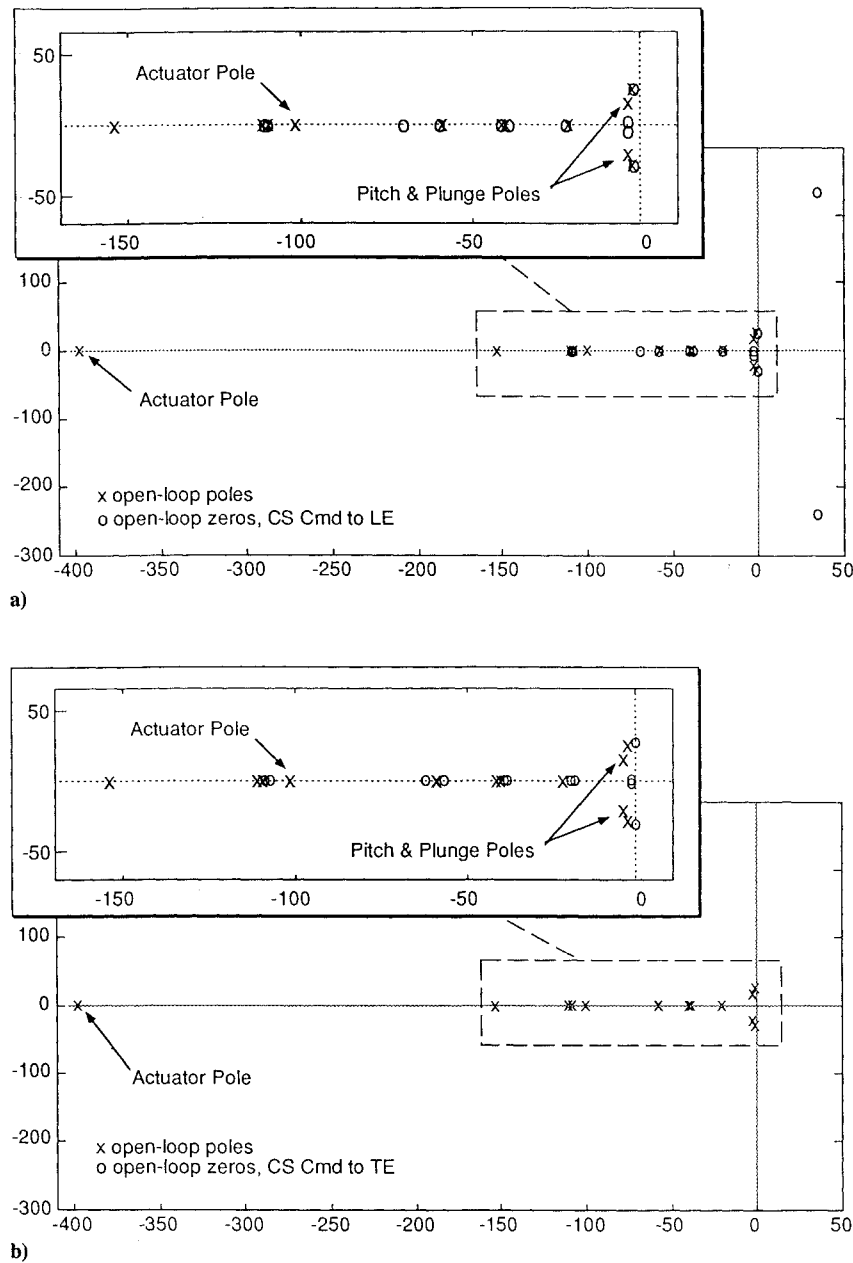 50
Actuator Pole
Pitch & Plunge Poles
-50
-150 -100 -50 0
100
0
Actuator Pole
-100
-200
x open-loop poles
o open-loop zeros, CS Cmd to LE
-300
-400 -350 -300 -250 -200 -150 -100 -50 0 50
a)
50
Actuator Pole
Pitch & Plunge Poles
-50
-150 -100 -50 0
100
0
Actuator Pole
-100
-200
x open-loop poles
o open-loop zeros, CS Cmd to TE
-300
-400 -350 -300 -250 -200 -150 -100 -50 0 50
b)